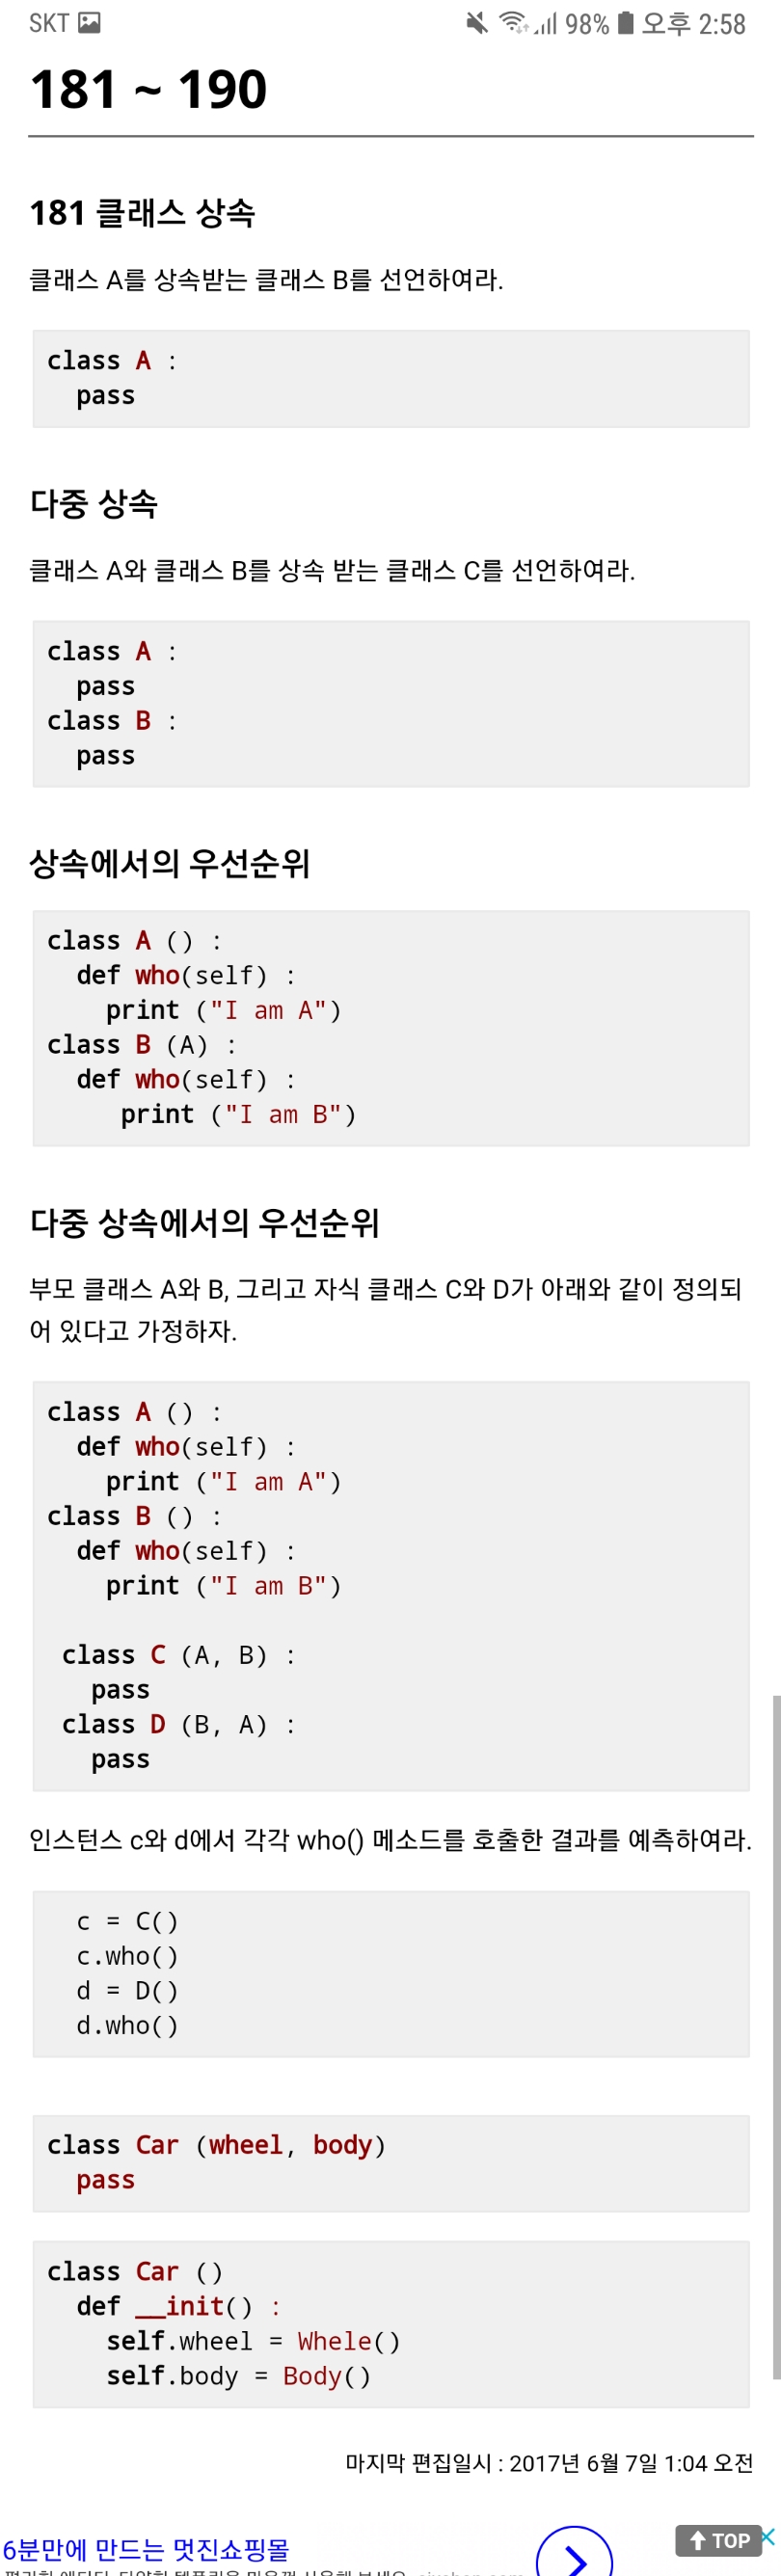 SKT 98% 오후 2:58
181 ~ 190
181 클래스 상속
클래스 A를 상속받는 클래스 B를 선언하여라.
class A :
  pass
다중 상속
클래스 A와 클래스 B를 상속 받는 클래스 C를 선언하여라.
class A :
  pass
class B :
  pass
상속에서의 우선순위
class A () :
  def who(self) :
    print ("I am A")
class B (A) :
  def who(self) :
     print ("I am B")
다중 상속에서의 우선순위
부모 클래스 A와 B, 그리고 자식 클래스 C와 D가 아래와 같이 정의되
어 있다고 가정하자.
class A () :
  def who(self) :
    print ("I am A")
class B () :
  def who(self) :
    print ("I am B")
 class C (A, B) :
   pass
 class D (B, A) :
   pass
인스턴스 c와 d에서 각각 who() 메소드를 호출한 결과를 예측하여라.
  c = C()
  c.who()
  d = D()
  d.who()
class Car (wheel, body)
  pass
class Car ()
  def __init() :
    self.wheel = Whele()
    self.body = Body()
마지막 편집일시 : 2017년 6월 7일 1:04 오전
TOP
6분만에 만드는 멋진쇼핑몰